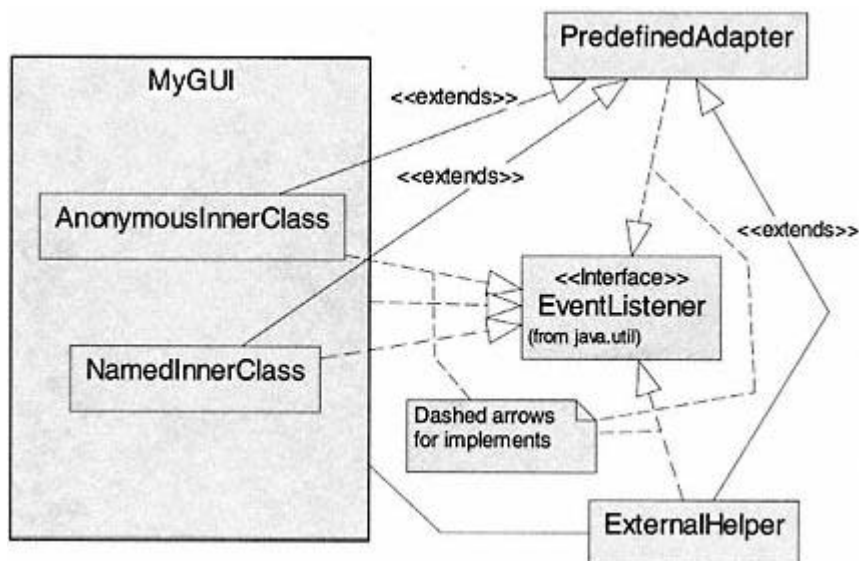 PredefinedAdapter
MyGUI
<<extends>>
<<extends>>
AnonymousInnerClass
<<extends>>
<<Interface>>
EventListener
(from java.util)
NamedInnerClass
Dashed arrows
for implements
ExternalHelper